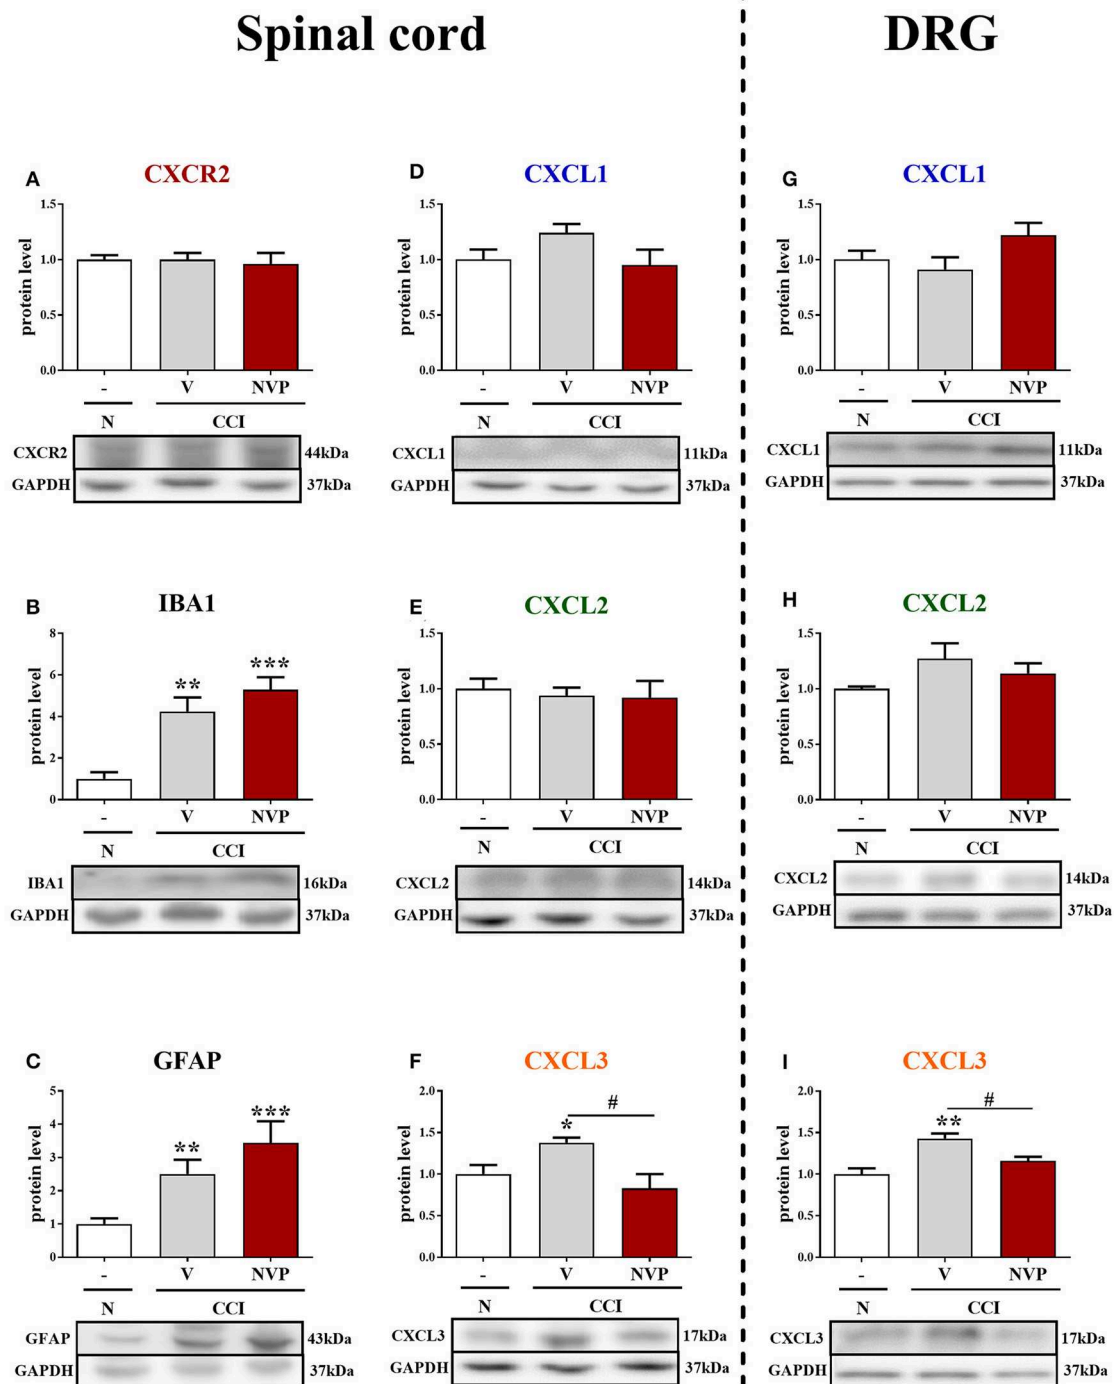 Spinal cord
DRG
A
CXCR2
protein level
1.5
1.0
0.5
0.0
- V NVP
N CCI
CXCR2 44kDa
GAPDH 37kDa
D
CXCL1
protein level
1.5
1.0
0.5
0.0
- V NVP
N CCI
CXCL1 11kDa
GAPDH 37kDa
G
CXCL1
protein level
1.5
1.0
0.5
0.0
- V NVP
N CCI
CXCL1 11kDa
GAPDH 37kDa
B
IBA1
protein level
8
6
4
2
0
** ***
- V NVP
N CCI
IBA1 16kDa
GAPDH 37kDa
E
CXCL2
protein level
1.5
1.0
0.5
0.0
- V NVP
N CCI
CXCL2 14kDa
GAPDH 37kDa
H
CXCL2
protein level
1.5
1.0
0.5
0.0
- V NVP
N CCI
CXCL2 14kDa
GAPDH 37kDa
C
GFAP
protein level
5
4
3
2
1
0
** ***
- V NVP
N CCI
GFAP 43kDa
GAPDH 37kDa
F
CXCL3
protein level
2.0
1.5
1.0
0.5
0.0
#
*
- V NVP
N CCI
CXCL3 17kDa
GAPDH 37kDa
I
CXCL3
protein level
2.0
1.5
1.0
0.5
0.0
#
**
- V NVP
N CCI
CXCL3 17kDa
GAPDH 37kDa